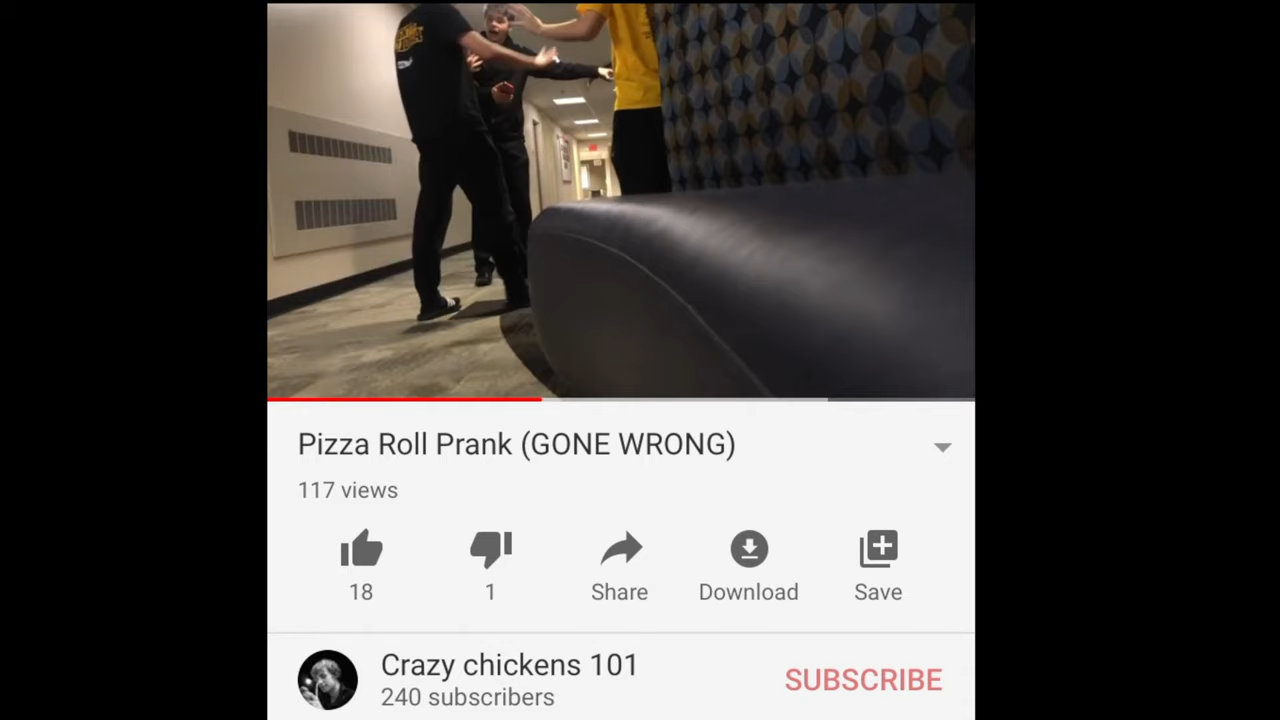 Pizza Roll Prank (GONE WRONG)
117 views
18
1
Share
Download
Save
Crazy chickens 101
240 subscribers
SUBSCRIBE